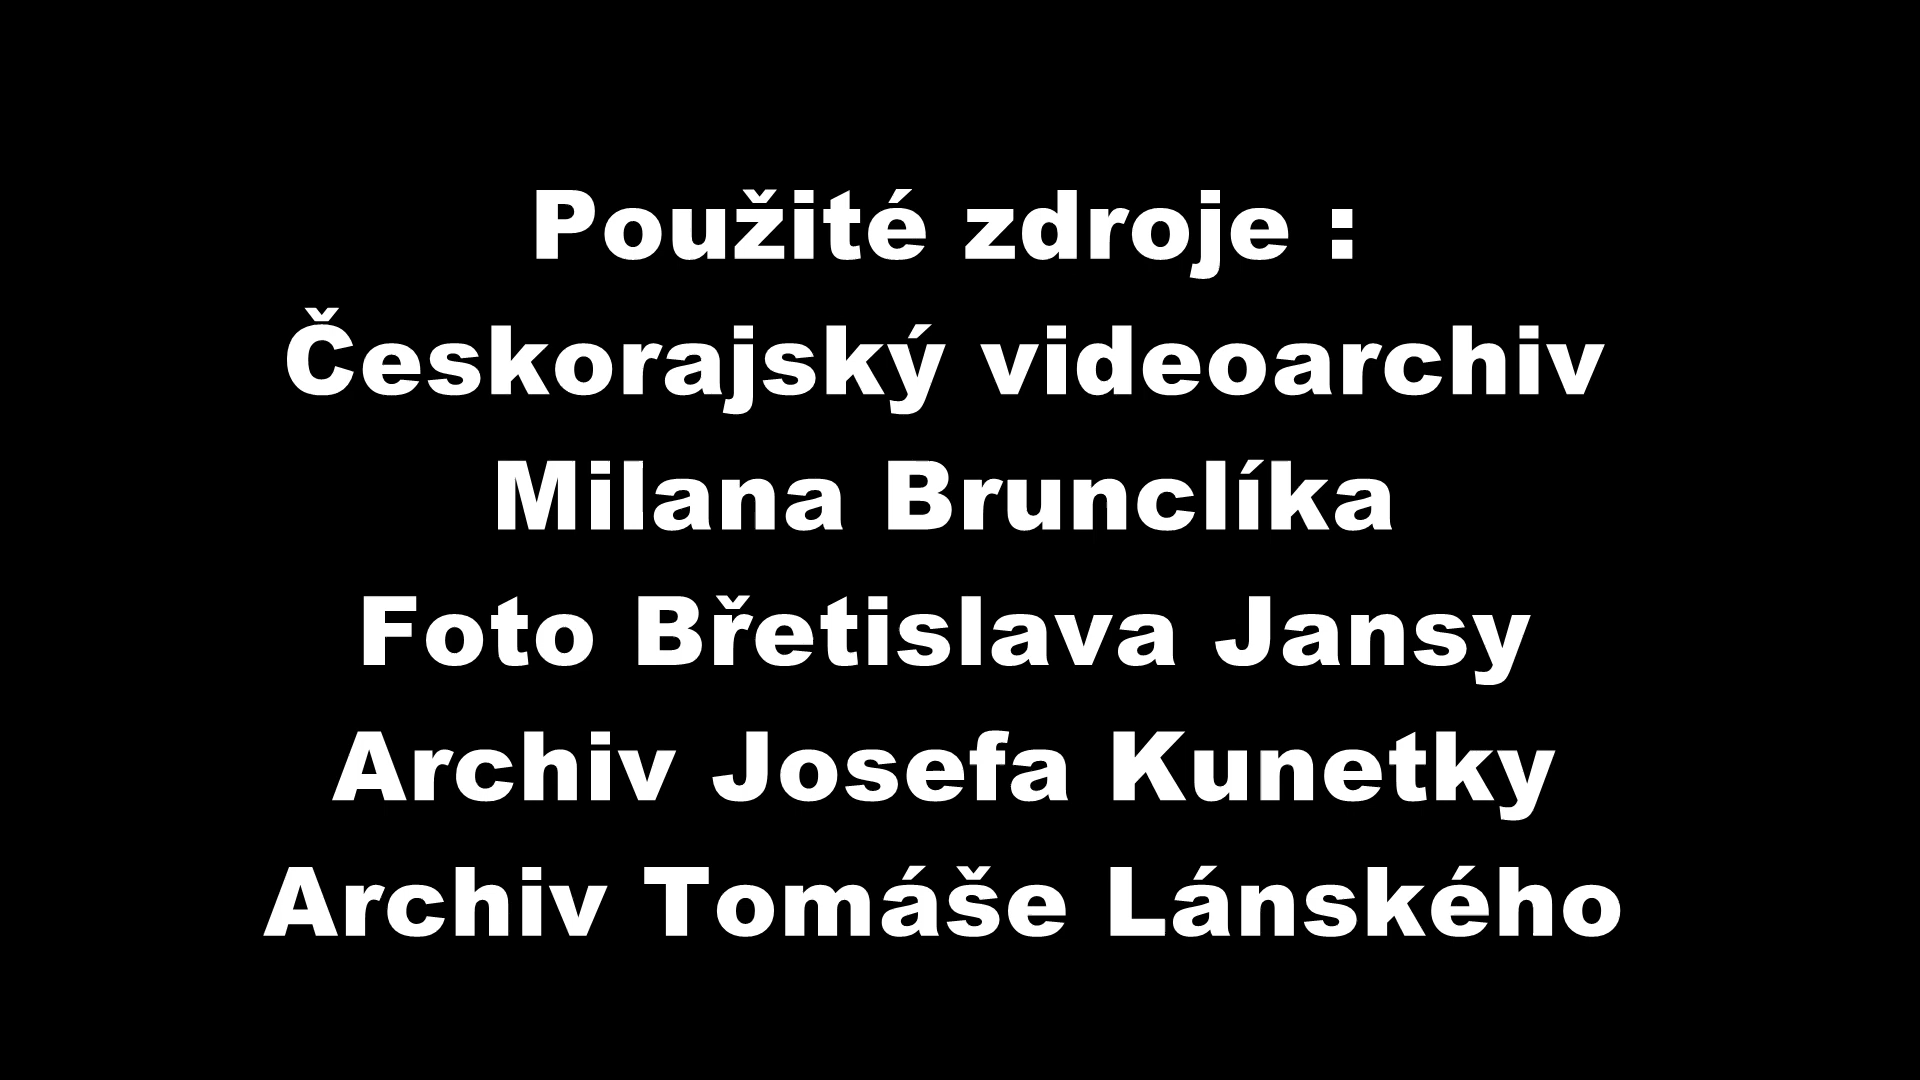 Použité zdroje :
Českorajský videoarchiv
Milana Brunclíka
Foto Břetislava Jansy
Archiv Josefa Kunetky
Archiv Tomáše Lánského